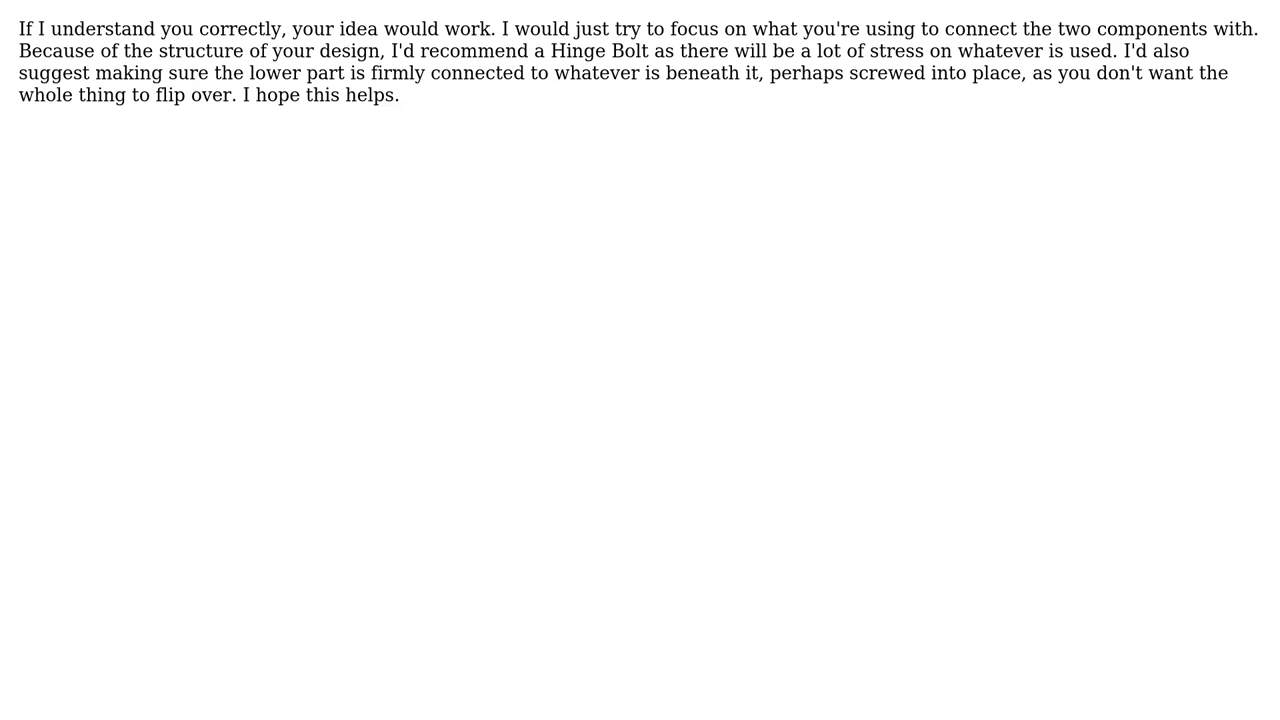 If I understand you correctly, your idea would work. I would just try to focus on what you're using to connect the two components with.
Because of the structure of your design, I'd recommend a Hinge Bolt as there will be a lot of stress on whatever is used. I'd also
suggest making sure the lower part is firmly connected to whatever is beneath it, perhaps screwed into place, as you don't want the
whole thing to flip over. I hope this helps.